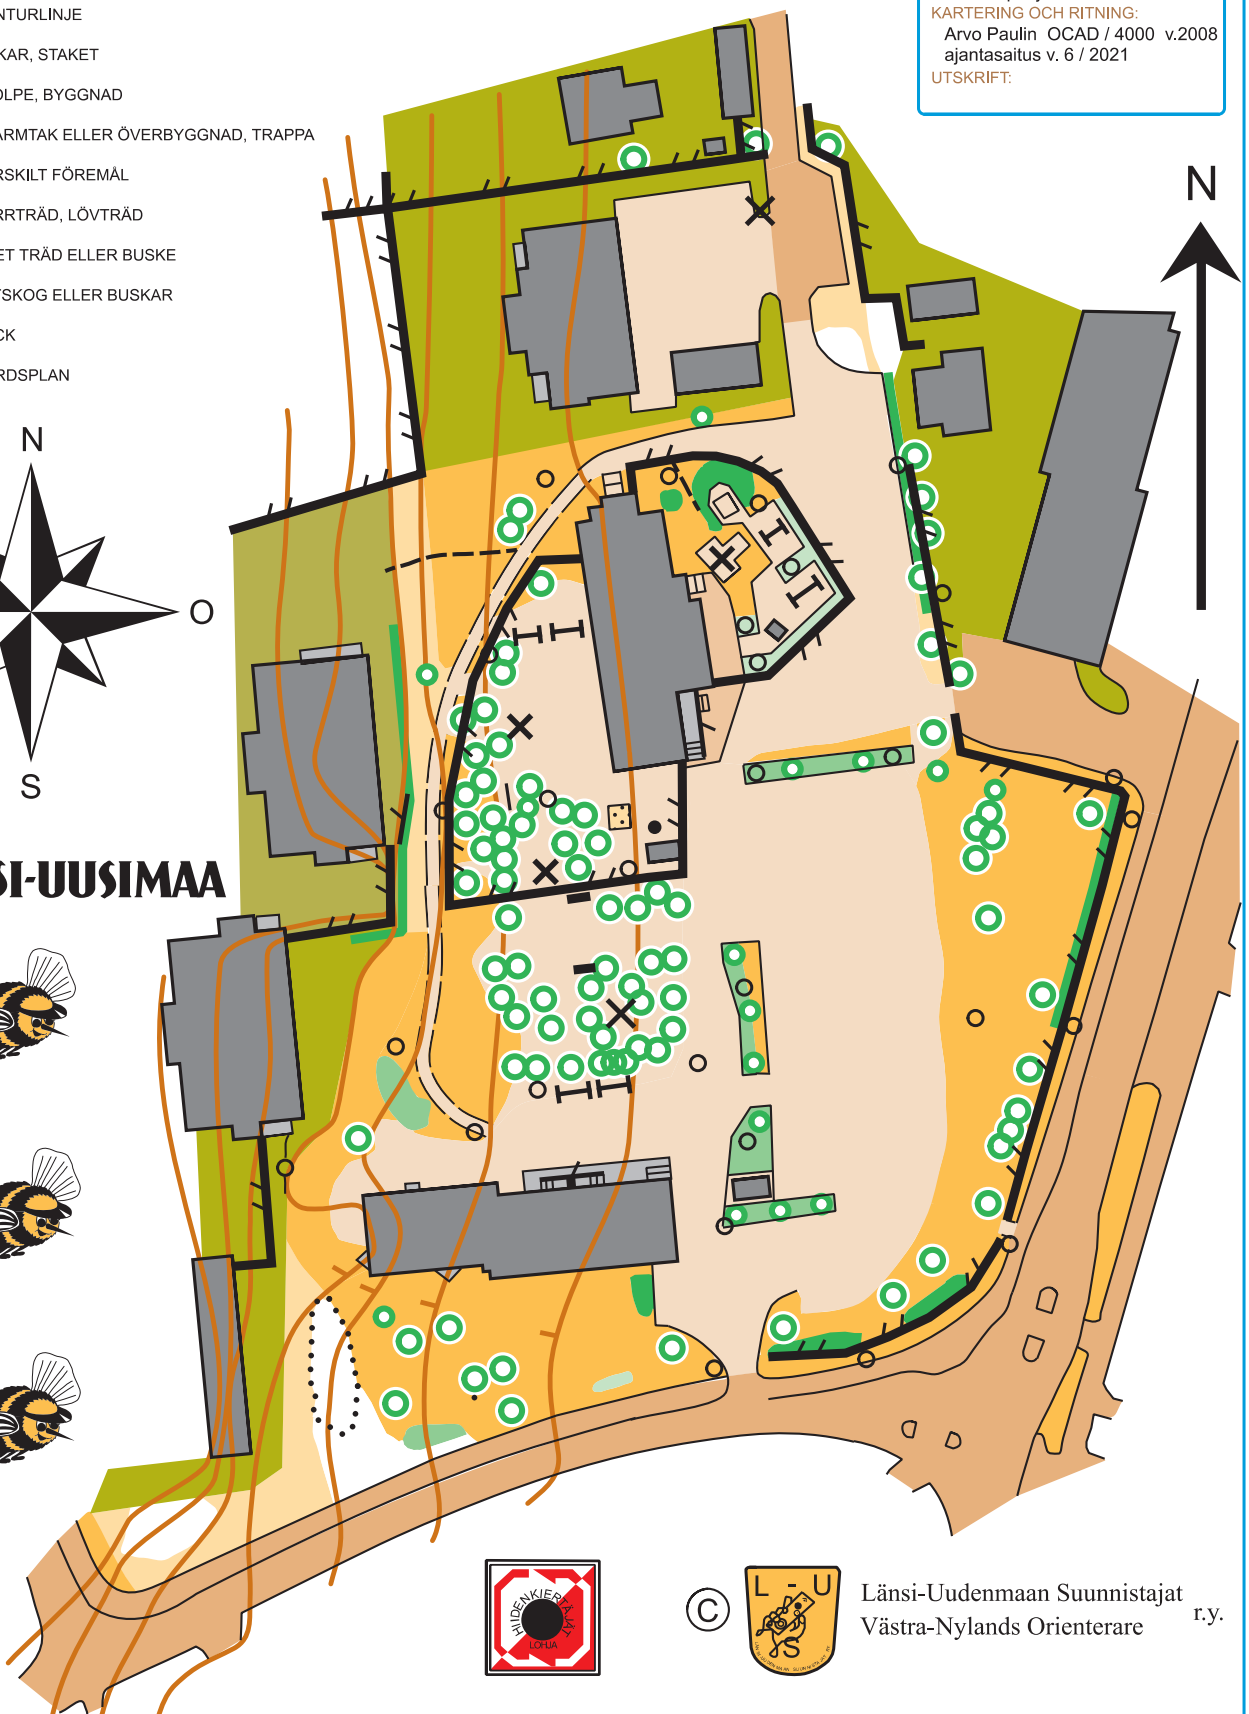 NTURLINJE
KAR, STAKET
OLPE, BYGGNAD
ARMTAK ELLER ÖVERBYGGNAD, TRAPPA
RSKILT FÖREMÅL
RRTRÄD, LÖVTRÄD
ET TRÄD ELLER BUSKE
YSKOG ELLER BUSKAR
CK
RDSPLAN
KARTERING OCH RITNING:
Arvo Paulin OCAD / 4000 v.2008
ajantasaitus v. 6 / 2021
UTSKRIFT:
N
N
O
S
SI-UUSIMAA
HIIDENKIERTÄJÄT
LOHJA
C
L - U
S
Länsi-Uudenmaan Suunnistajat
Västra-Nylands Orienterare
r.y.